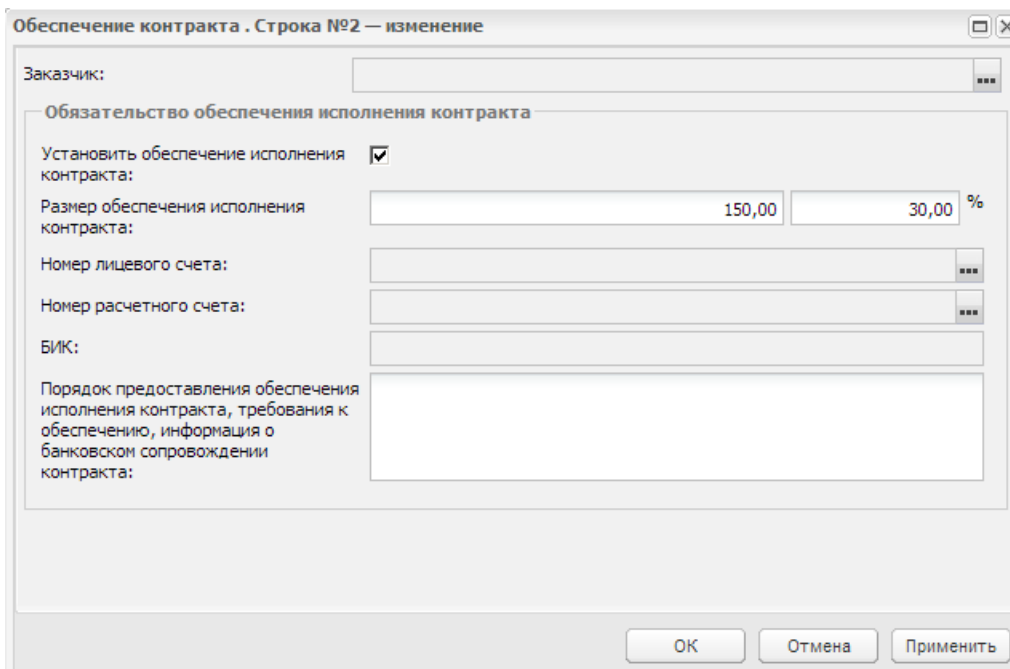 Обеспечение контракта . Строка №2 — изменение
Заказчик:
Обязательство обеспечения исполнения контракта
Установить обеспечение исполнения
контракта:
Размер обеспечения исполнения
контракта:
150,00
30,00
%
Номер лицевого счета:
Номер расчетного счета:
БИК:
Порядок предоставления обеспечения
исполнения контракта, требования к
обеспечению, информация о
банковском сопровождении
контракта:
ОК
Отмена
Применить